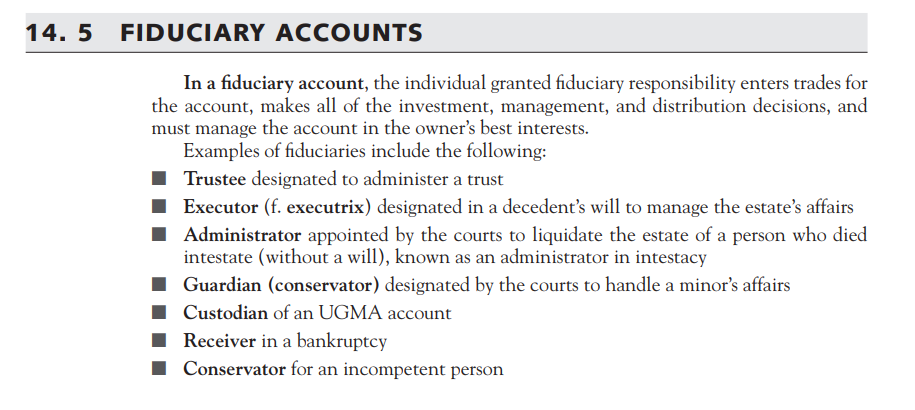 14. 5 FIDUCIARY ACCOUNTS
In a fiduciary account, the individual granted fiduciary responsibility enters trades for
the account, makes all of the investment, management, and distribution decisions, and
must manage the account in the owner's best interests.
Examples of fiduciaries include the following:
■ Trustee designated to administer a trust
■ Executor (f. executrix) designated in a decedent's will to manage the estate's affairs
■ Administrator appointed by the courts to liquidate the estate of a person who died
intestate (without a will), known as an administrator in intestacy
■ Guardian (conservator) designated by the courts to handle a minor's affairs
■ Custodian of an UGMA account
■ Receiver in a bankruptcy
■ Conservator for an incompetent person